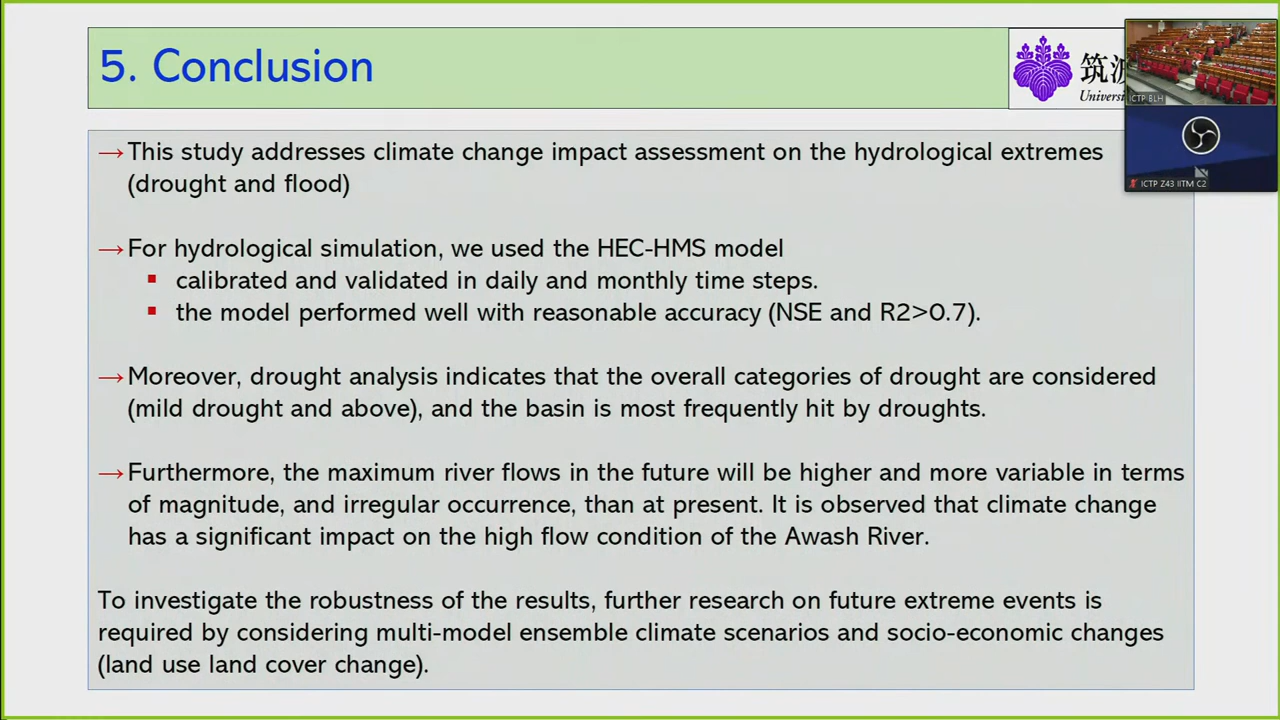 5. Conclusion
筑
Univers
ICTP BLH
ICTP Z43 IITM C2
→This study addresses climate change impact assessment on the hydrological extremes
(drought and flood)
→For hydrological simulation, we used the HEC-HMS model
▪ calibrated and validated in daily and monthly time steps.
▪ the model performed well with reasonable accuracy (NSE and R2>0.7).
→Moreover, drought analysis indicates that the overall categories of drought are considered
(mild drought and above), and the basin is most frequently hit by droughts.
→Furthermore, the maximum river flows in the future will be higher and more variable in terms
of magnitude, and irregular occurrence, than at present. It is observed that climate change
has a significant impact on the high flow condition of the Awash River.
To investigate the robustness of the results, further research on future extreme events is
required by considering multi-model ensemble climate scenarios and socio-economic changes
(land use land cover change).